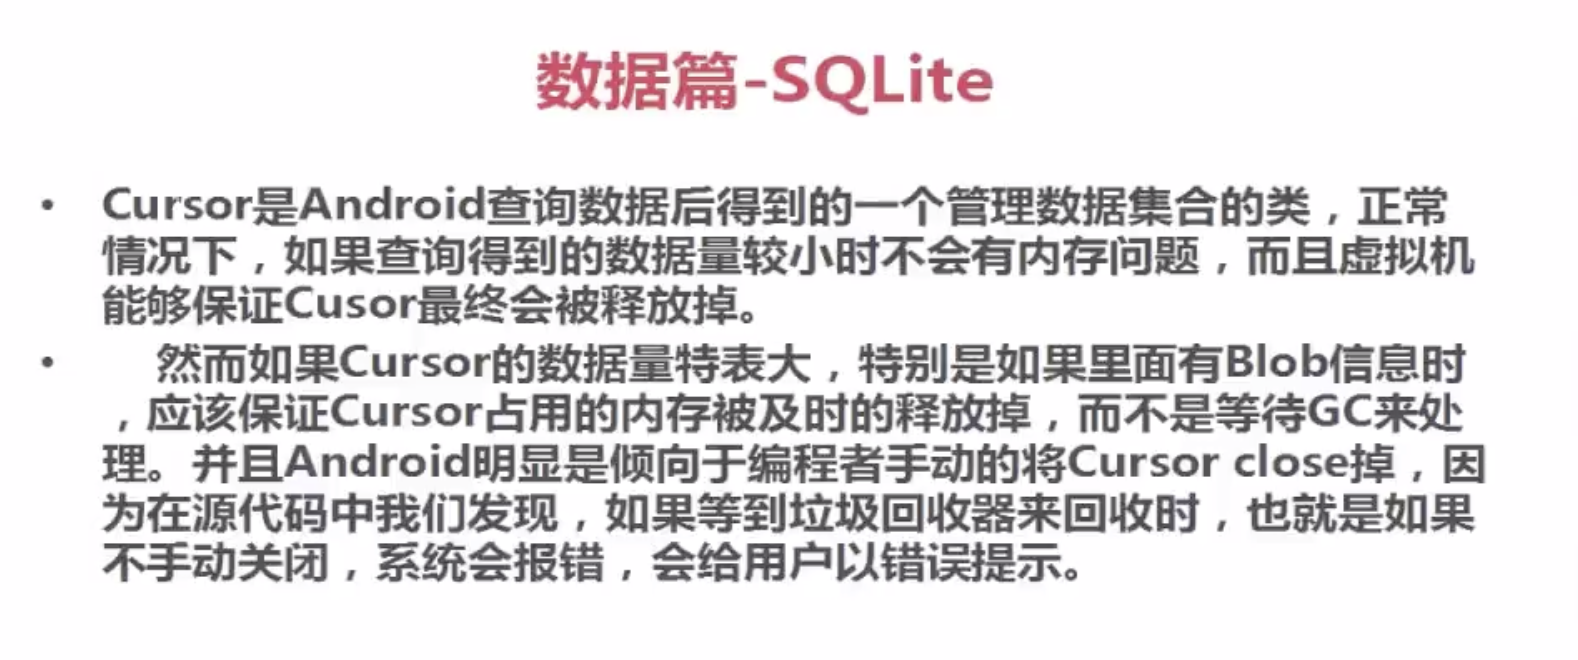 数据篇-SQLite
• Cursor是Android查询数据后得到的一个管理数据集合的类，正常
情况下，如果查询得到的数据量较小时不会有内存问题，而且虚拟机
能够保证Cusor最终会被释放掉。
• 然而如果Cursor的数据量特表大，特别是如果里面有Blob信息时
，应该保证Cursor占用的内存被及时的释放掉，而不是等待GC来处
理。并且Android明显是倾向于编程者手动的将Cursor close掉，因
为在源代码中我们发现，如果等到垃圾回收器来回收时，也就是如果
不手动关闭，系统会报错，会给用户以错误提示。